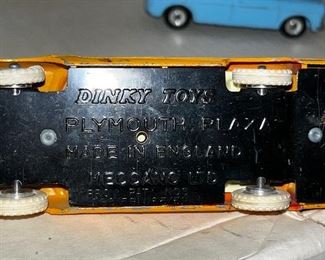 DINKY TOYS
PLYMOUTH PLAZA
MADE IN ENGLAND
MECCANO LTD